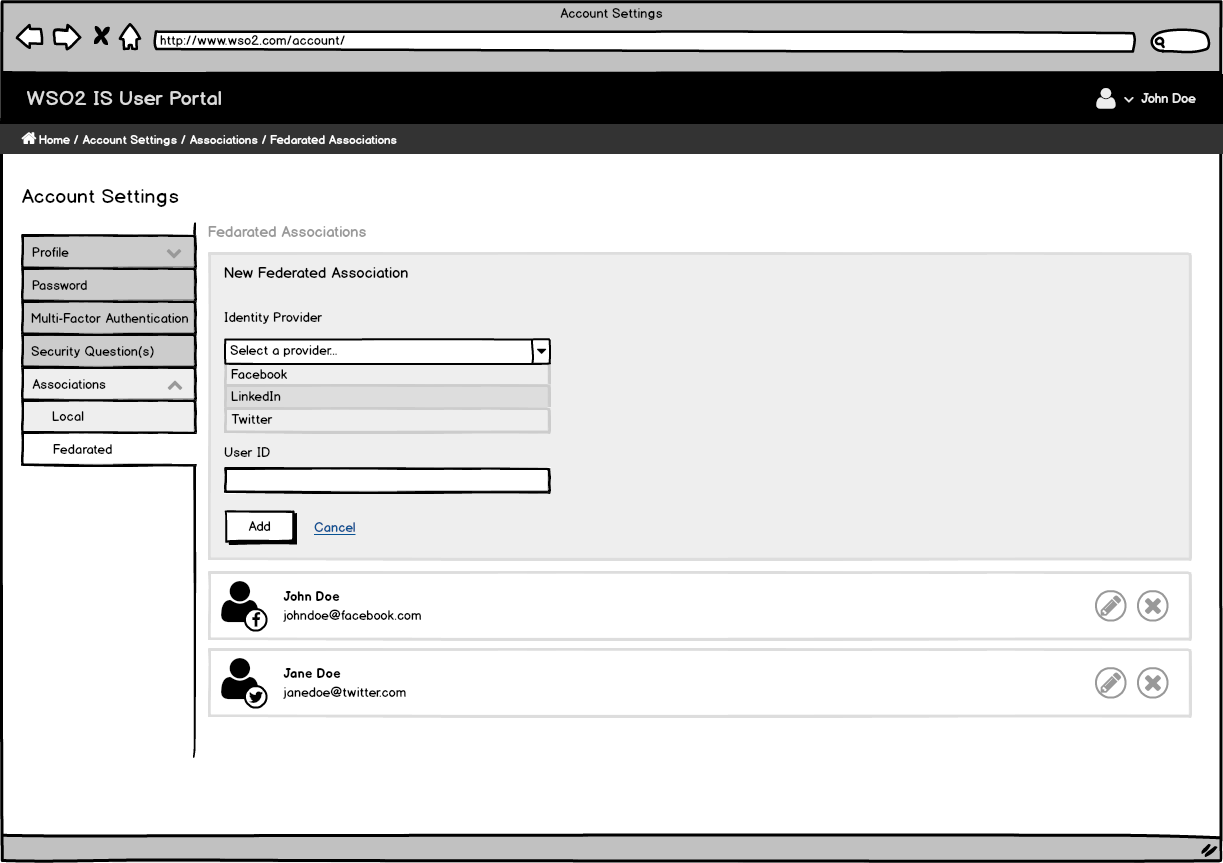 Account Settings
http://www.wso2.com/account/
WSO2 IS User Portal
John Doe
Home / Account Settings / Associations / Fedarated Associations
Account Settings
Profile
Password
Multi-Factor Authentication
Security Question(s)
Associations
Local
Fedarated
Fedarated Associations
New Federated Association
Identity Provider
Select a provider...
Facebook
LinkedIn
Twitter
User ID
Add
Cancel
John Doe
johndoe@facebook.com
Jane Doe
janedoe@twitter.com